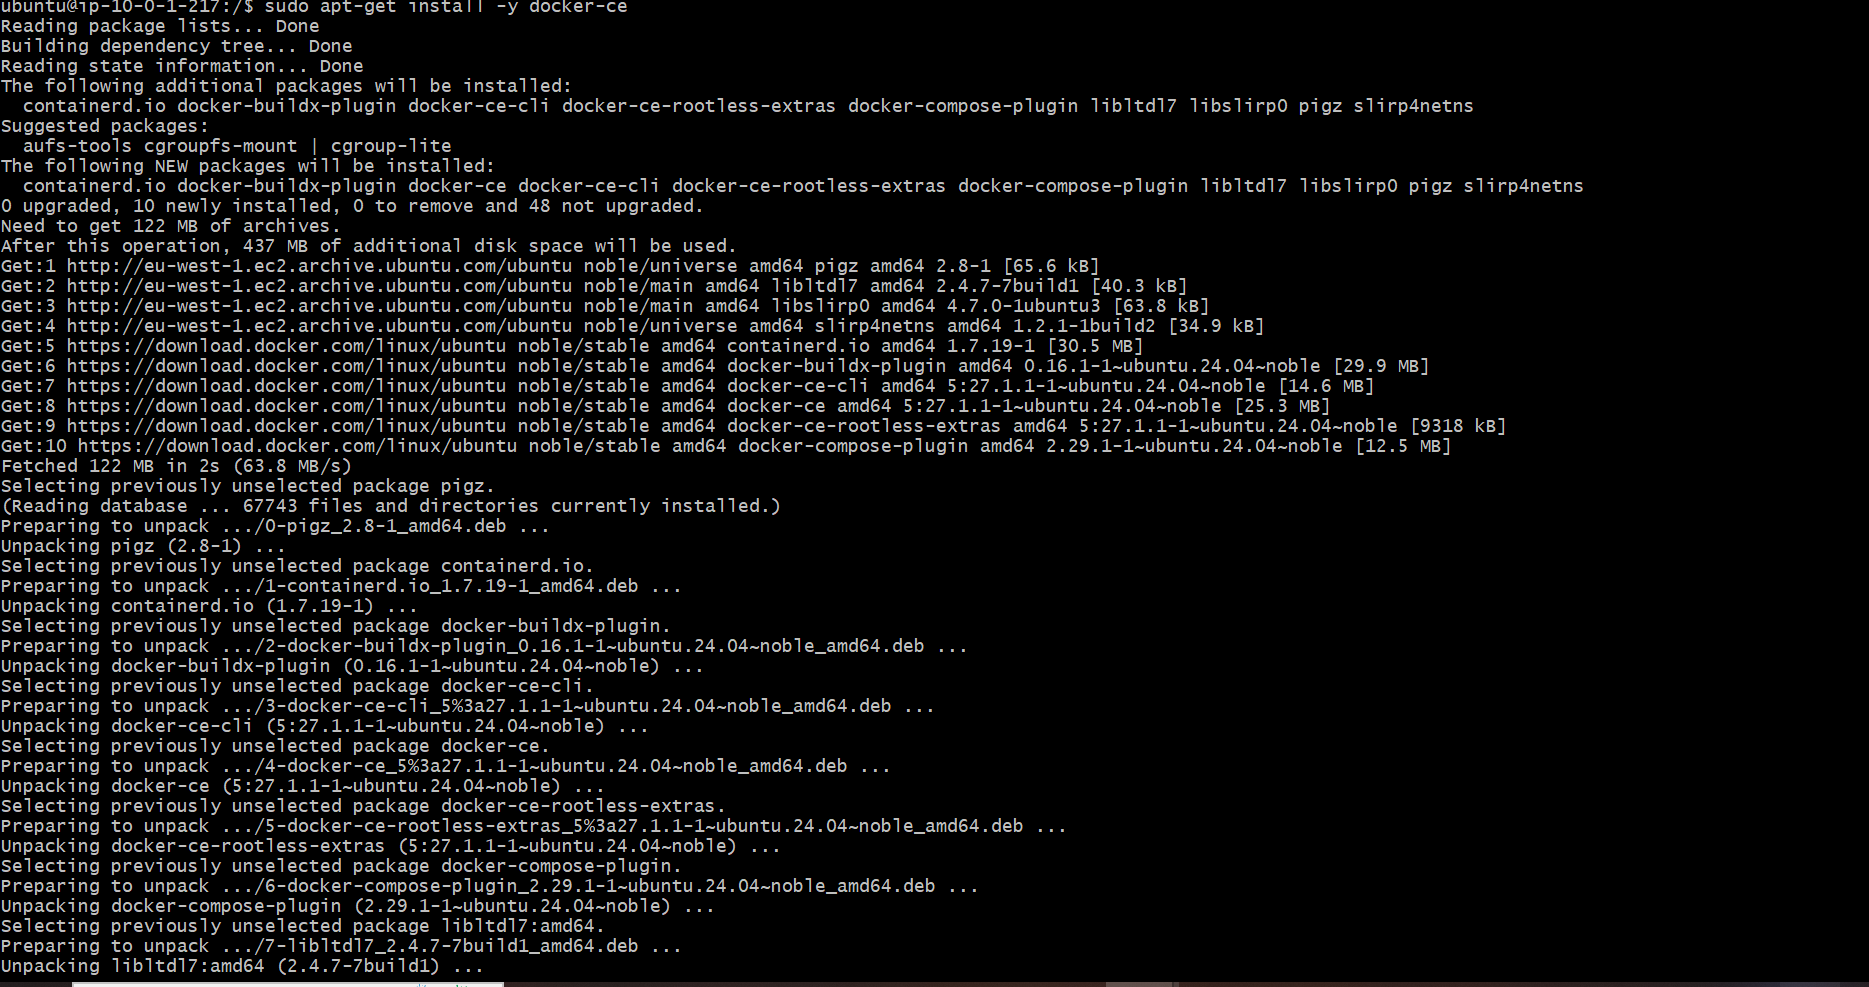 ubuntu@ip-10-0-1-217:/$ sudo apt-get install -y docker-ce
Reading package lists... Done
Building dependency tree... Done
Reading state information... Done
The following additional packages will be installed:
  containerd.io docker-buildx-plugin docker-ce-cli docker-ce-rootless-extras docker-compose-plugin libltdl7 libslirp0 pigz slirp4netns
Suggested packages:
  aufs-tools cgroupfs-mount | cgroup-lite
The following NEW packages will be installed:
  containerd.io docker-buildx-plugin docker-ce docker-ce-cli docker-ce-rootless-extras docker-compose-plugin libltdl7 libslirp0 pigz slirp4netns
0 upgraded, 10 newly installed, 0 to remove and 48 not upgraded.
Need to get 122 MB of archives.
After this operation, 437 MB of additional disk space will be used.
Get:1 http://eu-west-1.ec2.archive.ubuntu.com/ubuntu noble/universe amd64 pigz amd64 2.8-1 [65.6 kB]
Get:2 http://eu-west-1.ec2.archive.ubuntu.com/ubuntu noble/main amd64 libltdl7 amd64 2.4.7-7build1 [40.3 kB]
Get:3 http://eu-west-1.ec2.archive.ubuntu.com/ubuntu noble/main amd64 libslirp0 amd64 4.7.0-1ubuntu3 [63.8 kB]
Get:4 http://eu-west-1.ec2.archive.ubuntu.com/ubuntu noble/universe amd64 slirp4netns amd64 1.2.1-1build2 [34.9 kB]
Get:5 https://download.docker.com/linux/ubuntu noble/stable amd64 containerd.io amd64 1.7.19-1 [30.5 MB]
Get:6 https://download.docker.com/linux/ubuntu noble/stable amd64 docker-buildx-plugin amd64 0.16.1-1~ubuntu.24.04~noble [29.9 MB]
Get:7 https://download.docker.com/linux/ubuntu noble/stable amd64 docker-ce-cli amd64 5:27.1.1-1~ubuntu.24.04~noble [14.6 MB]
Get:8 https://download.docker.com/linux/ubuntu noble/stable amd64 docker-ce amd64 5:27.1.1-1~ubuntu.24.04~noble [25.3 MB]
Get:9 https://download.docker.com/linux/ubuntu noble/stable amd64 docker-ce-rootless-extras amd64 5:27.1.1-1~ubuntu.24.04~noble [9318 kB]
Get:10 https://download.docker.com/linux/ubuntu noble/stable amd64 docker-compose-plugin amd64 2.29.1-1~ubuntu.24.04~noble [12.5 MB]
Fetched 122 MB in 2s (63.8 MB/s)
Selecting previously unselected package pigz.
(Reading database ... 67743 files and directories currently installed.)
Preparing to unpack .../0-pigz_2.8-1_amd64.deb ...
Unpacking pigz (2.8-1) ...
Selecting previously unselected package containerd.io.
Preparing to unpack .../1-containerd.io_1.7.19-1_amd64.deb ...
Unpacking containerd.io (1.7.19-1) ...
Selecting previously unselected package docker-buildx-plugin.
Preparing to unpack .../2-docker-buildx-plugin_0.16.1-1~ubuntu.24.04~noble_amd64.deb ...
Unpacking docker-buildx-plugin (0.16.1-1~ubuntu.24.04~noble) ...
Selecting previously unselected package docker-ce-cli.
Preparing to unpack .../3-docker-ce-cli_5%3a27.1.1-1~ubuntu.24.04~noble_amd64.deb ...
Unpacking docker-ce-cli (5:27.1.1-1~ubuntu.24.04~noble) ...
Selecting previously unselected package docker-ce.
Preparing to unpack .../4-docker-ce_5%3a27.1.1-1~ubuntu.24.04~noble_amd64.deb ...
Unpacking docker-ce (5:27.1.1-1~ubuntu.24.04~noble) ...
Selecting previously unselected package docker-ce-rootless-extras.
Preparing to unpack .../5-docker-ce-rootless-extras_5%3a27.1.1-1~ubuntu.24.04~noble_amd64.deb ...
Unpacking docker-ce-rootless-extras (5:27.1.1-1~ubuntu.24.04~noble) ...
Selecting previously unselected package docker-compose-plugin.
Preparing to unpack .../6-docker-compose-plugin_2.29.1-1~ubuntu.24.04~noble_amd64.deb ...
Unpacking docker-compose-plugin (2.29.1-1~ubuntu.24.04~noble) ...
Selecting previously unselected package libltdl7:amd64.
Preparing to unpack .../7-libltdl7_2.4.7-7build1_amd64.deb ...
Unpacking libltdl7:amd64 (2.4.7-7build1) ...